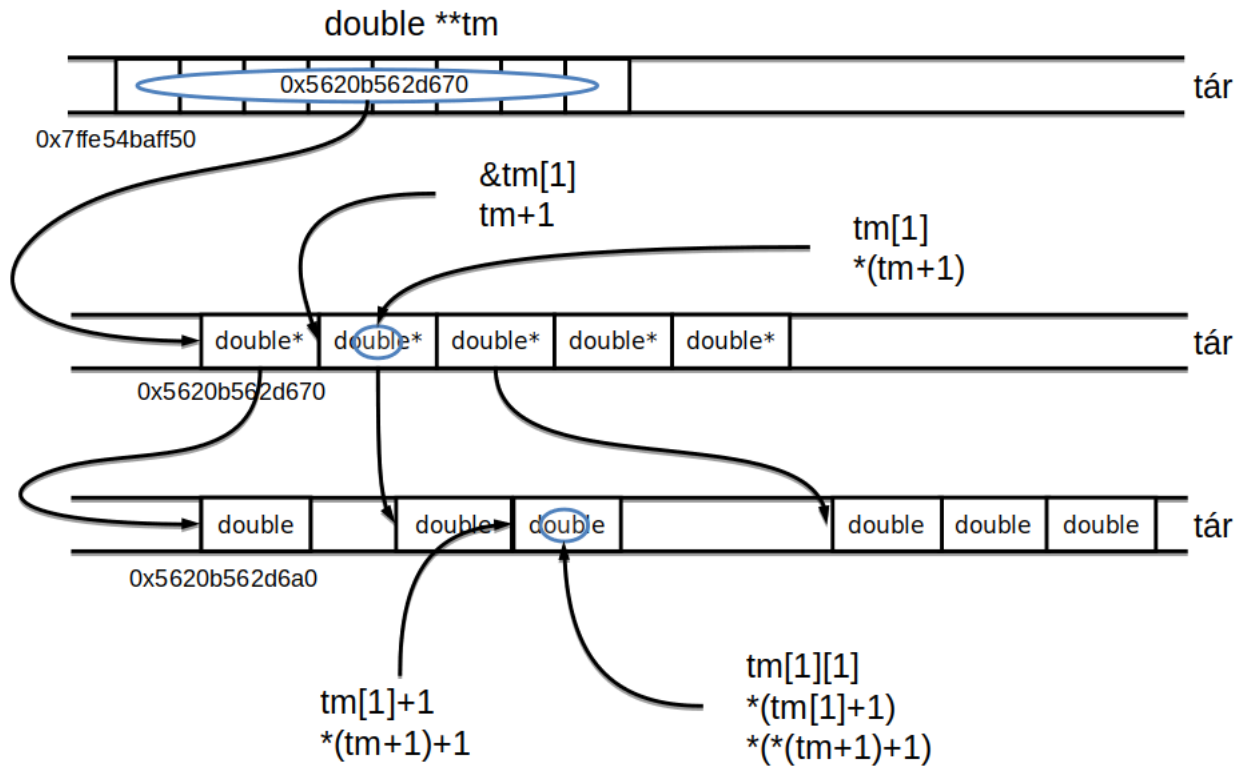 double **tm
0x5620b562d670
tár
0x7ffe54baff50
&tm[1]
tm+1
tm[1]
*(tm+1)
double* double* double* double* double*
tár
0x5620b562d670
double double double double double double
tár
0x5620b562d6a0
tm[1]+1
*(tm+1)+1
tm[1][1]
*(tm[1]+1)
*(*(tm+1)+1)